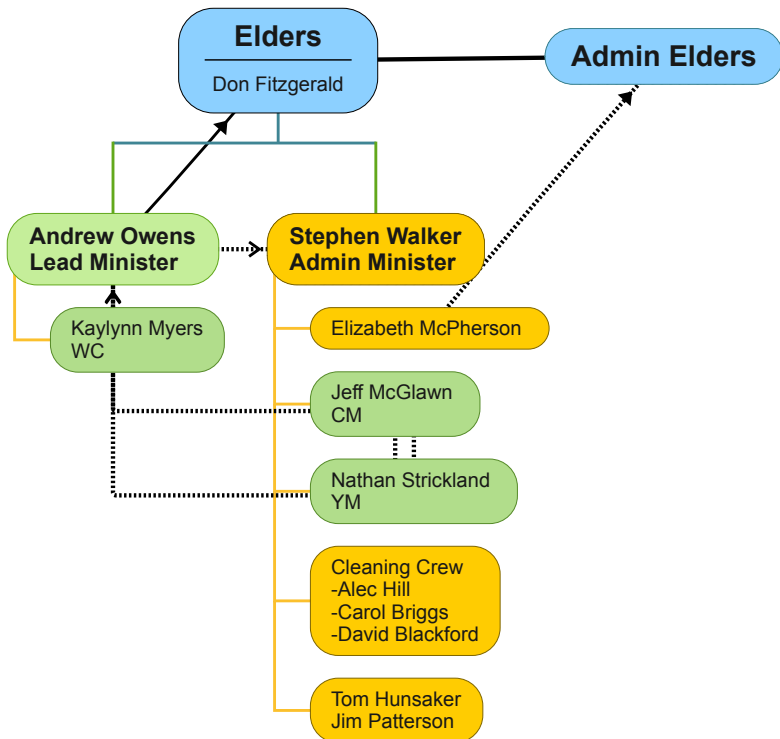 Elders
Don Fitzgerald
Admin Elders
Andrew Owens
Lead Minister
Stephen Walker
Admin Minister
Kaylynn Myers
WC
Elizabeth McPherson
Jeff McGlawn
CM
Nathan Strickland
YM
Cleaning Crew
-Alec Hill
-Carol Briggs
-David Blackford
Tom Hunsaker
Jim Patterson